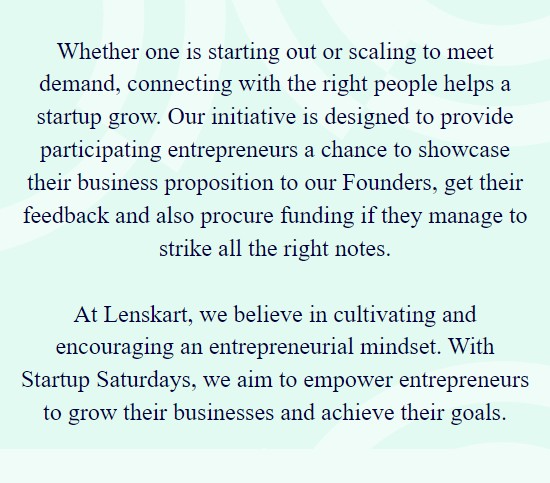 Whether one is starting out or scaling to meet
demand, connecting with the right people helps a
startup grow. Our initiative is designed to provide
participating entrepreneurs a chance to showcase
their business proposition to our Founders, get their
feedback and also procure funding if they manage to
strike all the right notes.
At Lenskart, we believe in cultivating and
encouraging an entrepreneurial mindset. With
Startup Saturdays, we aim to empower entrepreneurs
to grow their businesses and achieve their goals.